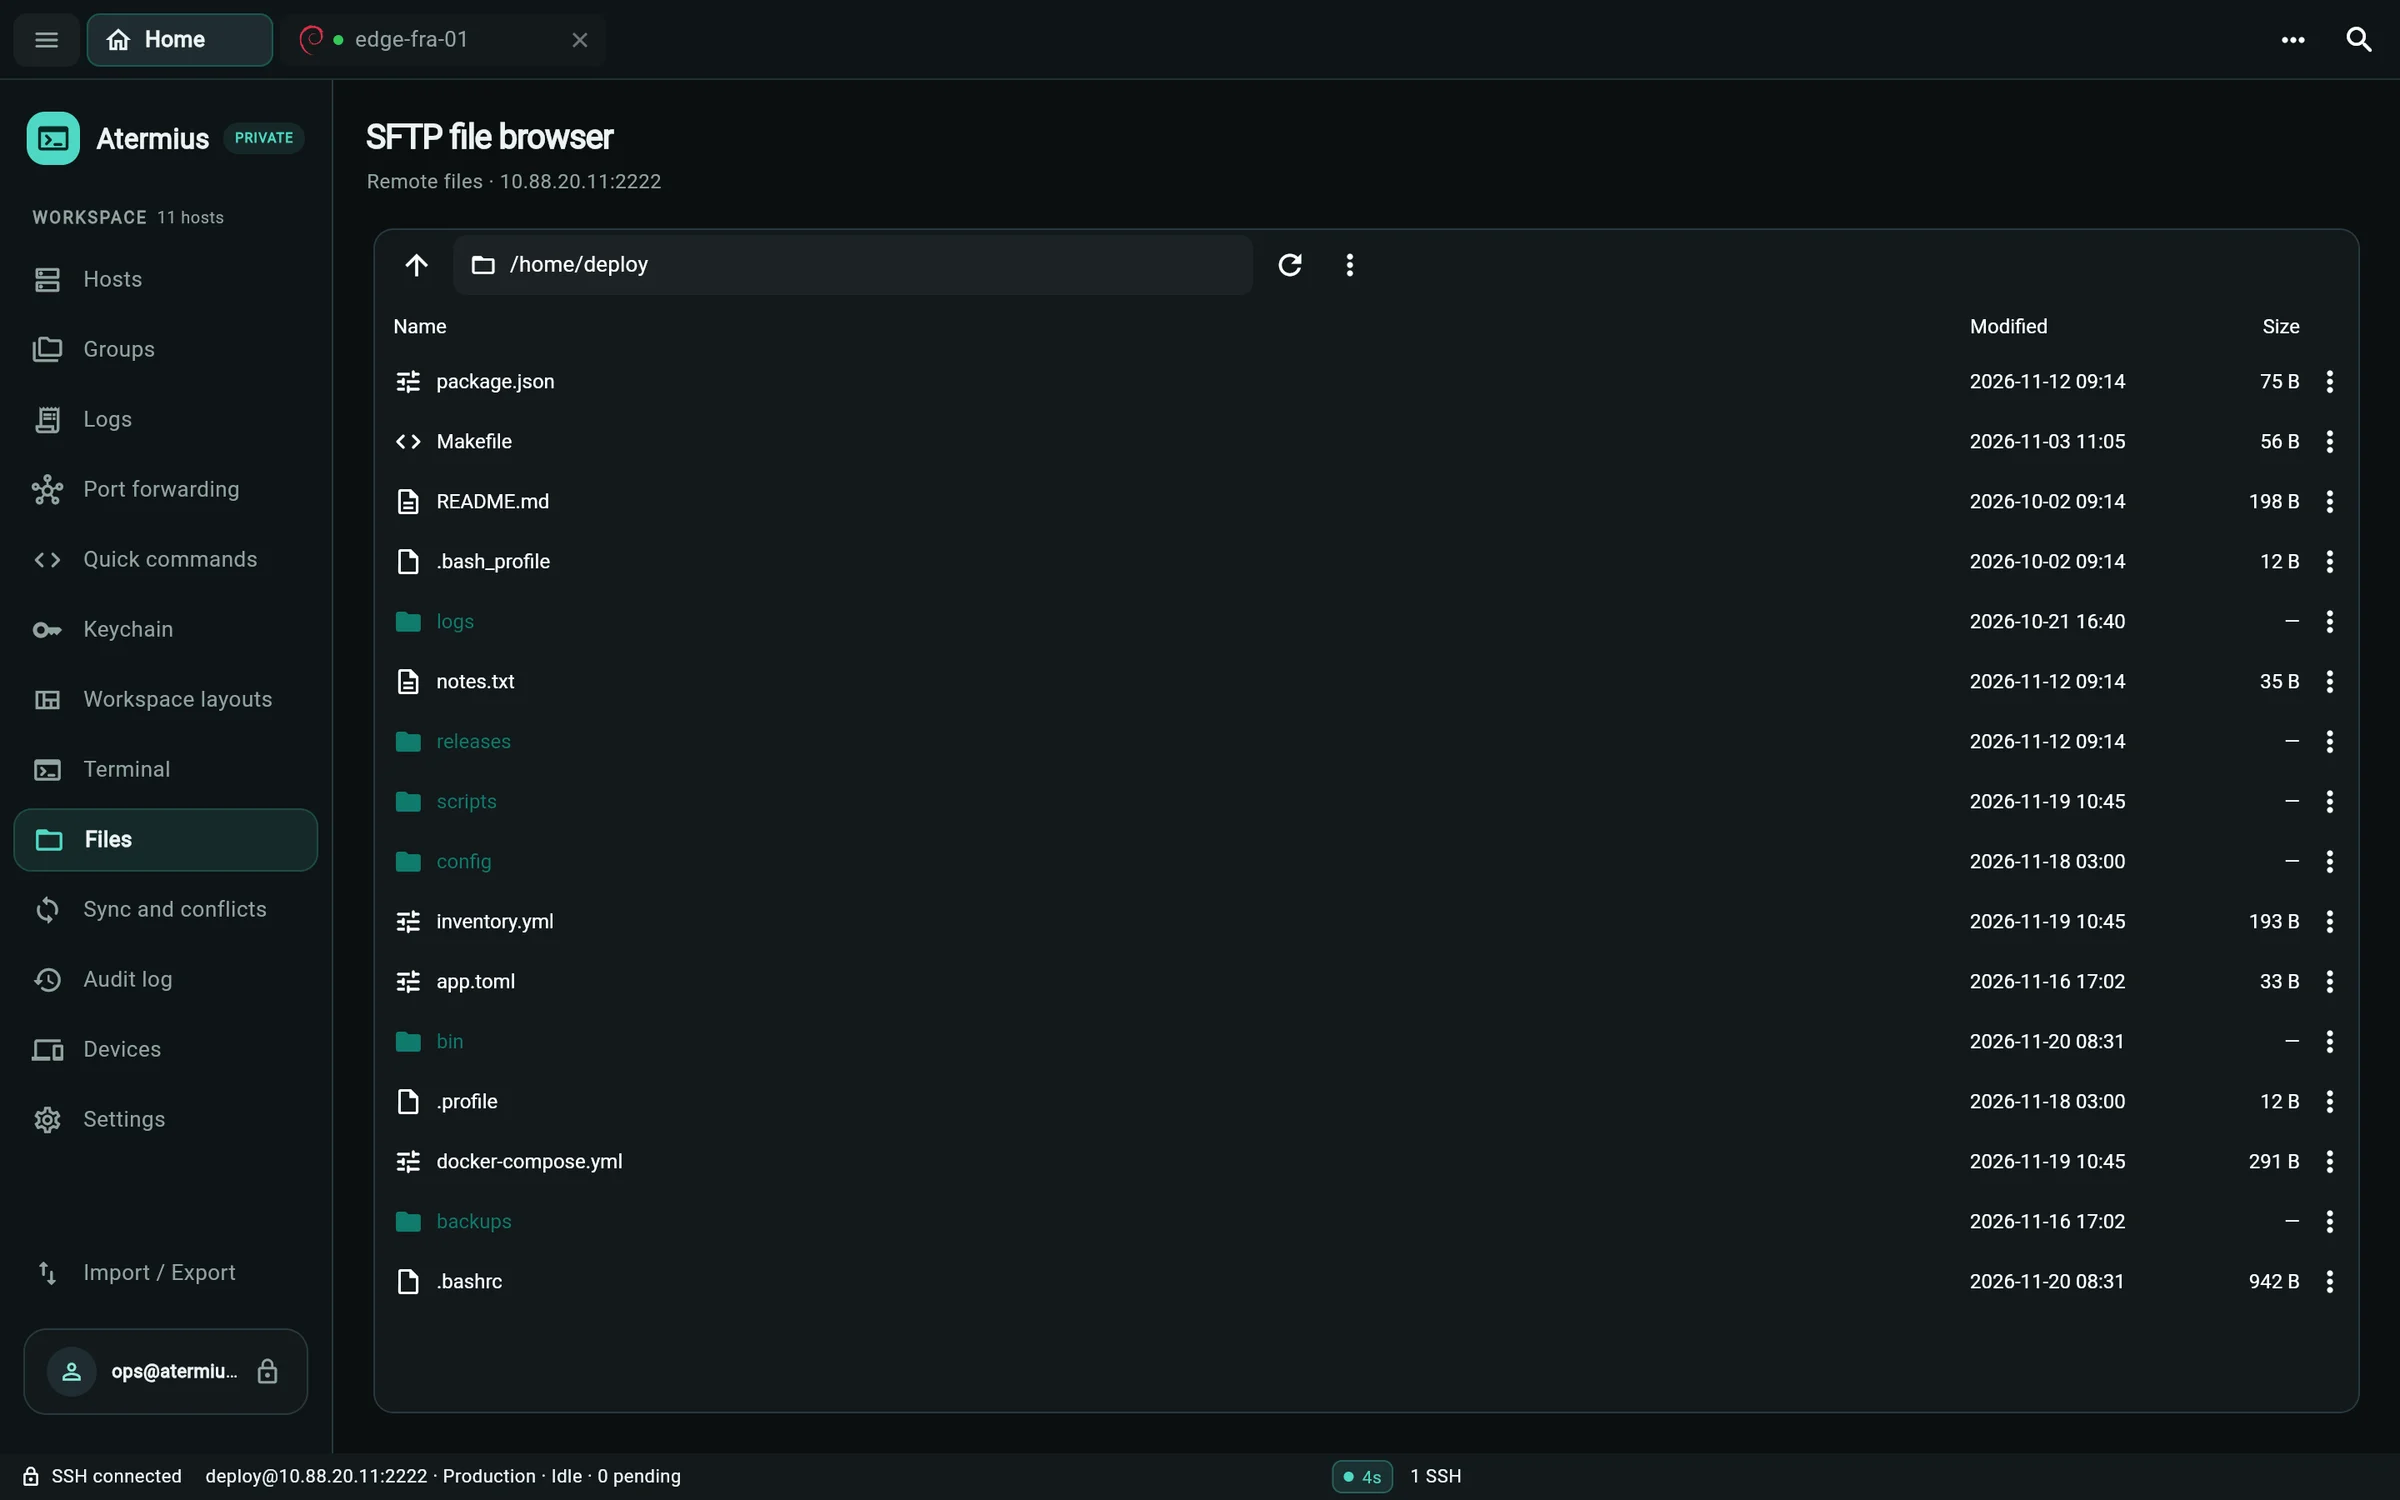 Home
edge-fra-01
Atermius PRIVATE
WORKSPACE 11 hosts
Hosts
Groups
Logs
Port forwarding
Quick commands
Keychain
Workspace layouts
Terminal
Files
Sync and conflicts
Audit log
Devices
Settings
Import / Export
ops@atermiu...
SFTP file browser
Remote files · 10.88.20.11:2222
/home/deploy
Name Modified Size
package.json 2026-11-12 09:14 75 B
Makefile 2026-11-03 11:05 56 B
README.md 2026-10-02 09:14 198 B
.bash_profile 2026-10-02 09:14 12 B
logs 2026-10-21 16:40 —
notes.txt 2026-11-12 09:14 35 B
releases 2026-11-12 09:14 —
scripts 2026-11-19 10:45 —
config 2026-11-18 03:00 —
inventory.yml 2026-11-19 10:45 193 B
app.toml 2026-11-16 17:02 33 B
bin 2026-11-20 08:31 —
.profile 2026-11-18 03:00 12 B
docker-compose.yml 2026-11-19 10:45 291 B
backups 2026-11-16 17:02 —
.bashrc 2026-11-20 08:31 942 B
SSH connected deploy@10.88.20.11:2222 · Production · Idle · 0 pending 4s 1 SSH